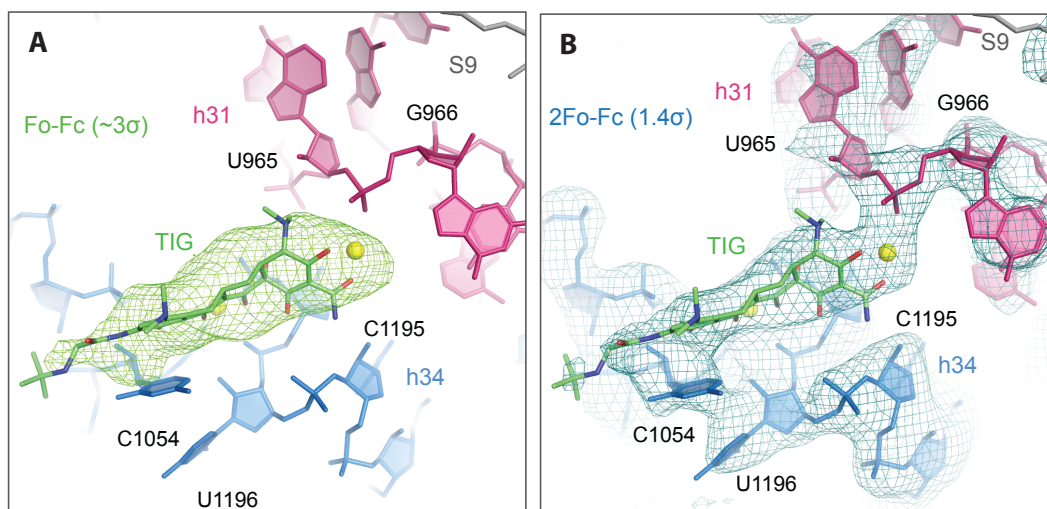 A
S9
h31
Fo-Fc (~3σ)
G966
U965
TIG
C1195
h34
C1054
U1196
B
S9
h31
2Fo-Fc (1.4σ)
G966
U965
TIG
C1195
h34
C1054
U1196